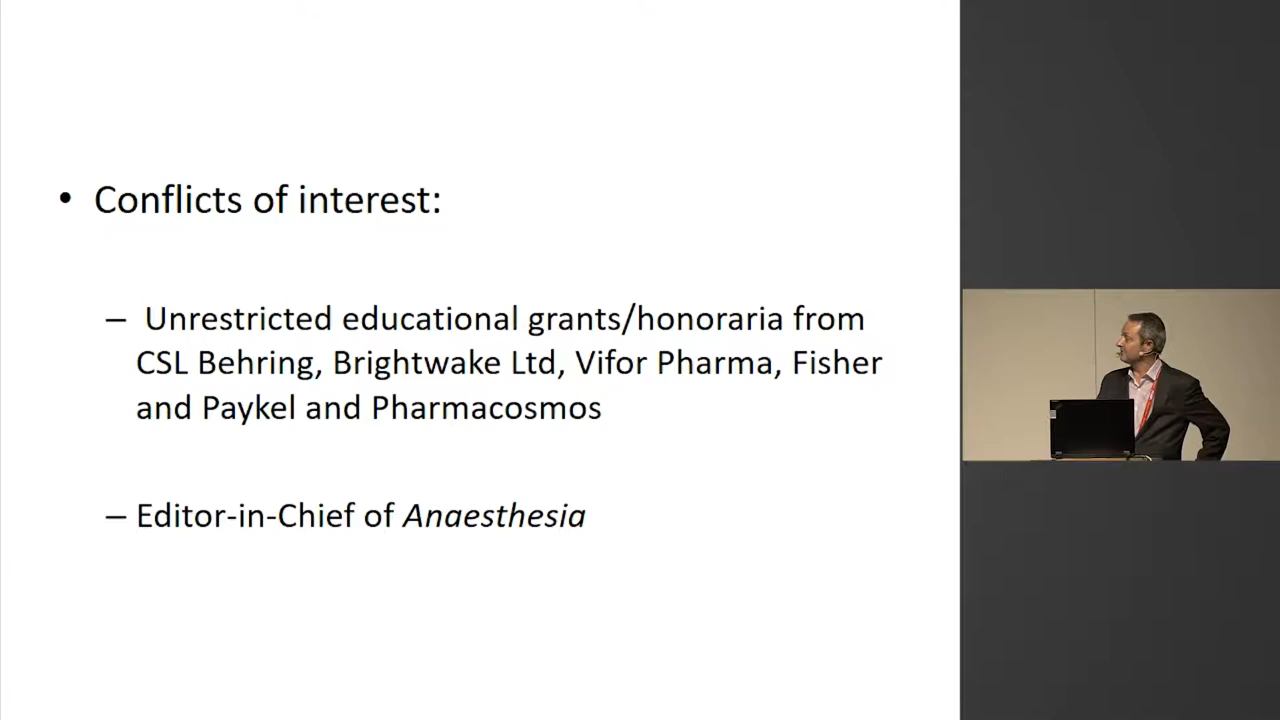 • Conflicts of interest:
– Unrestricted educational grants/honoraria from
CSL Behring, Brightwake Ltd, Vifor Pharma, Fisher
and Paykel and Pharmacosmos
– Editor-in-Chief of Anaesthesia